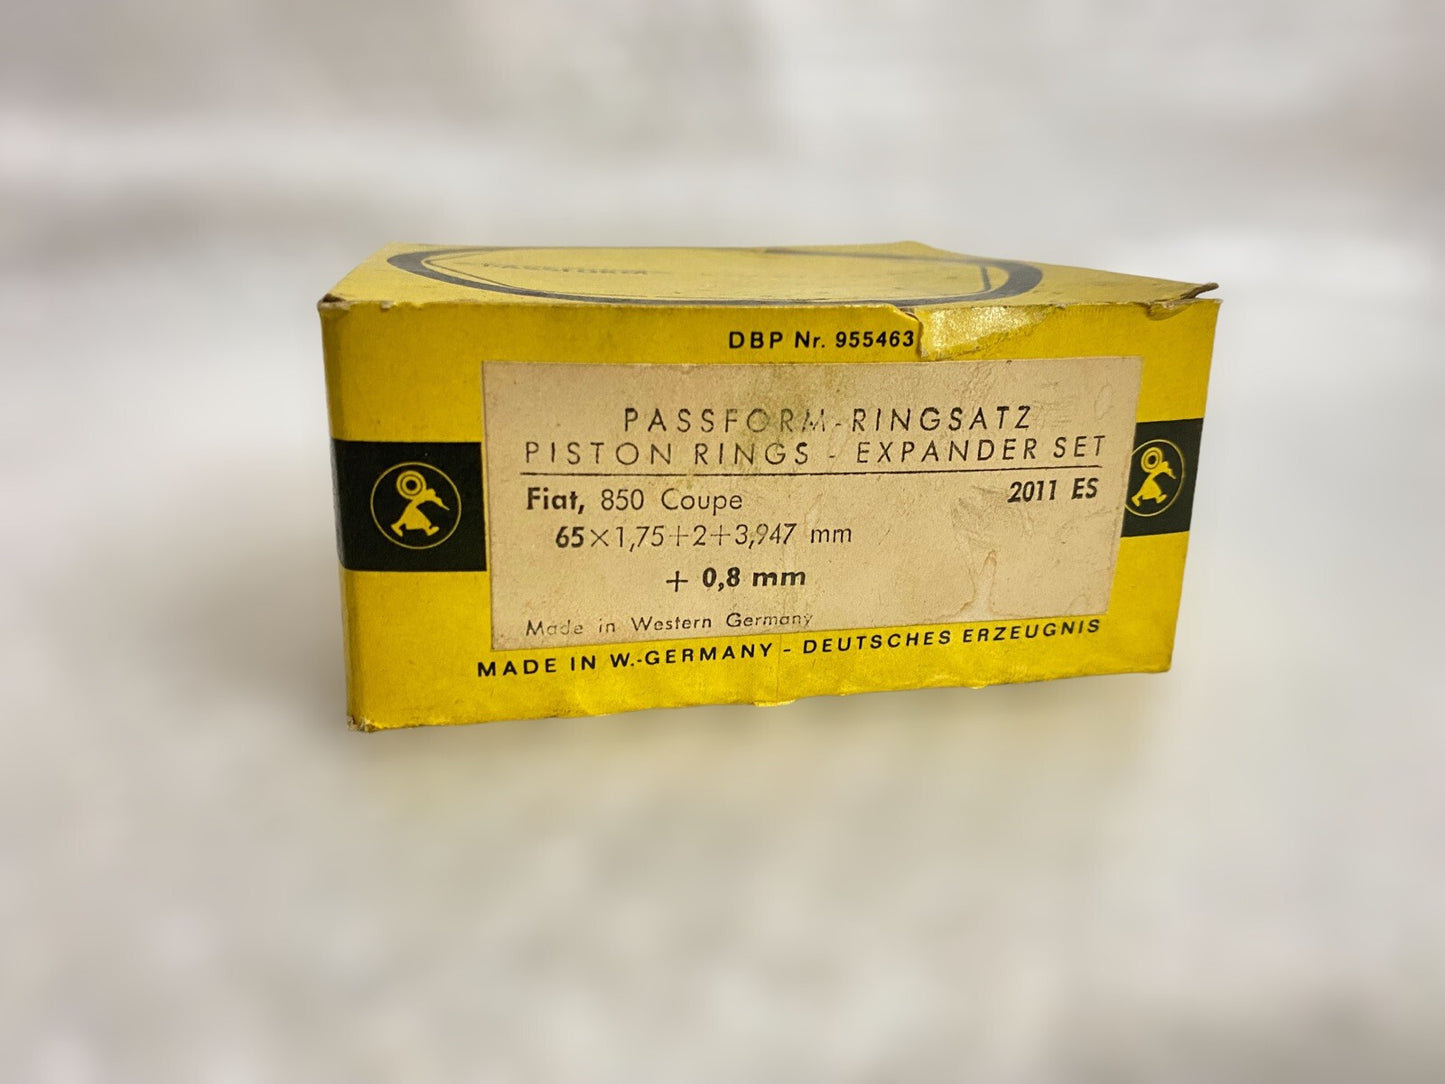 PASSFORM
DBP Nr. 955463
PASSFORM-RINGSATZ
PISTON RINGS - EXPANDER SET
Fiat, 850 Coupe 2011 ES
65×1,75+2+3,947 mm
+ 0,8 mm
Made in Western Germany
MADE IN W.-GERMANY - DEUTSCHES ERZEUGNIS